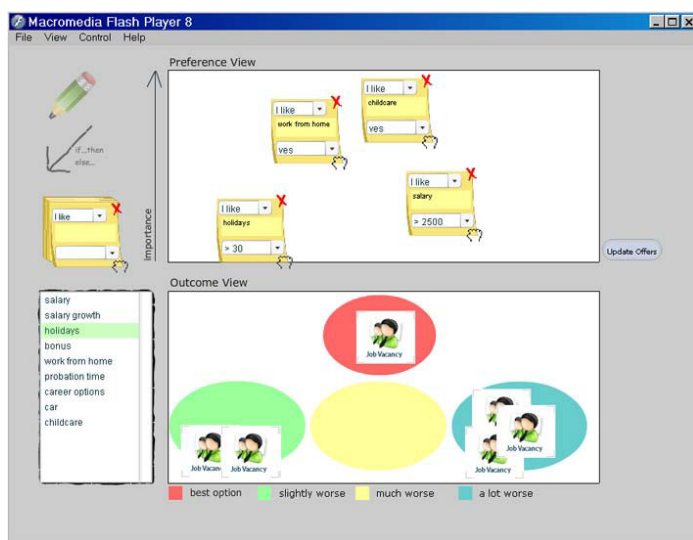 Macromedia Flash Player 8
File View Control Help
Preference View
if...then
else...
Importance
I like
I like
childcare
yes
I like
work from home
yes
I like
salary
> 2500
I like
holidays
> 30
Update Offers
Outcome View
salary
salary growth
holidays
bonus
work from home
probation time
career options
car
childcare
Job Vacancy
Job Vacan
Job Vacancy
Job Vacancy
Job Vacancy
best option
slightly worse
much worse
a lot worse